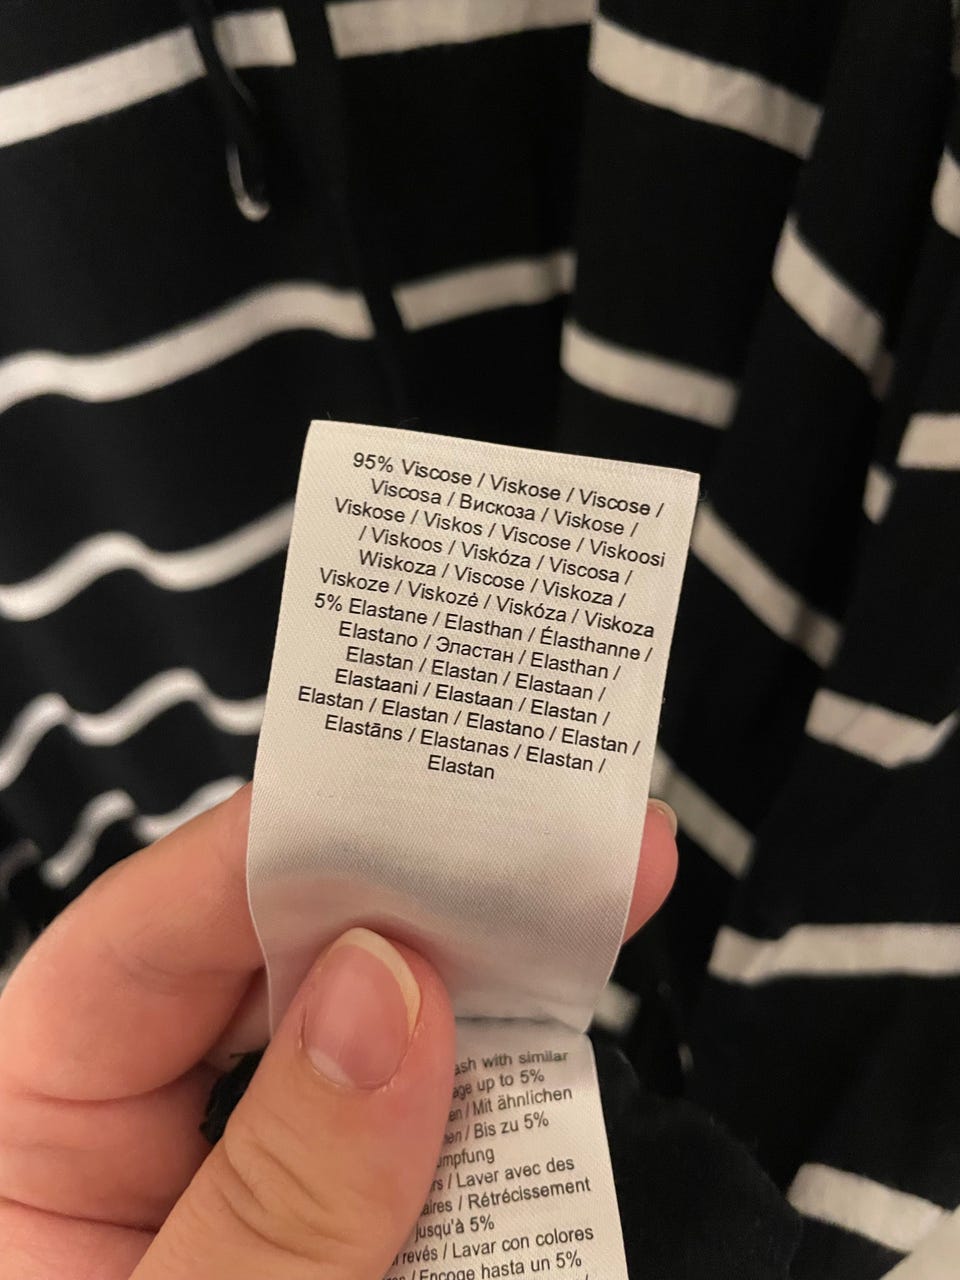 95% Viscose / Viskose / Viscose /
Viscosa / Вискоза / Viskose /
Viskose / Viskos / Viscose / Viskoosi
/ Viskoos / Viskóza / Viscosa /
Wiskoza / Viscose / Viskoza /
Viskoze / Viskozė / Viskóza / Viskoza
5% Elastane / Elasthan / Élasthanne /
Elastano / Эластан / Elasthan /
Elastan / Elastan / Elastaan /
Elastaani / Elastaan / Elastan /
Elastan / Elastan / Elastano / Elastan /
Elastāns / Elastanas / Elastan /
Elastan
with similar
up to 5%
/ Mit ähnlichen
/ Bis zu 5%
/ Laver avec des
/ Rétrécissement
jusqu'à 5%
revés / Lavar con colores
/ Encoge hasta un 5%